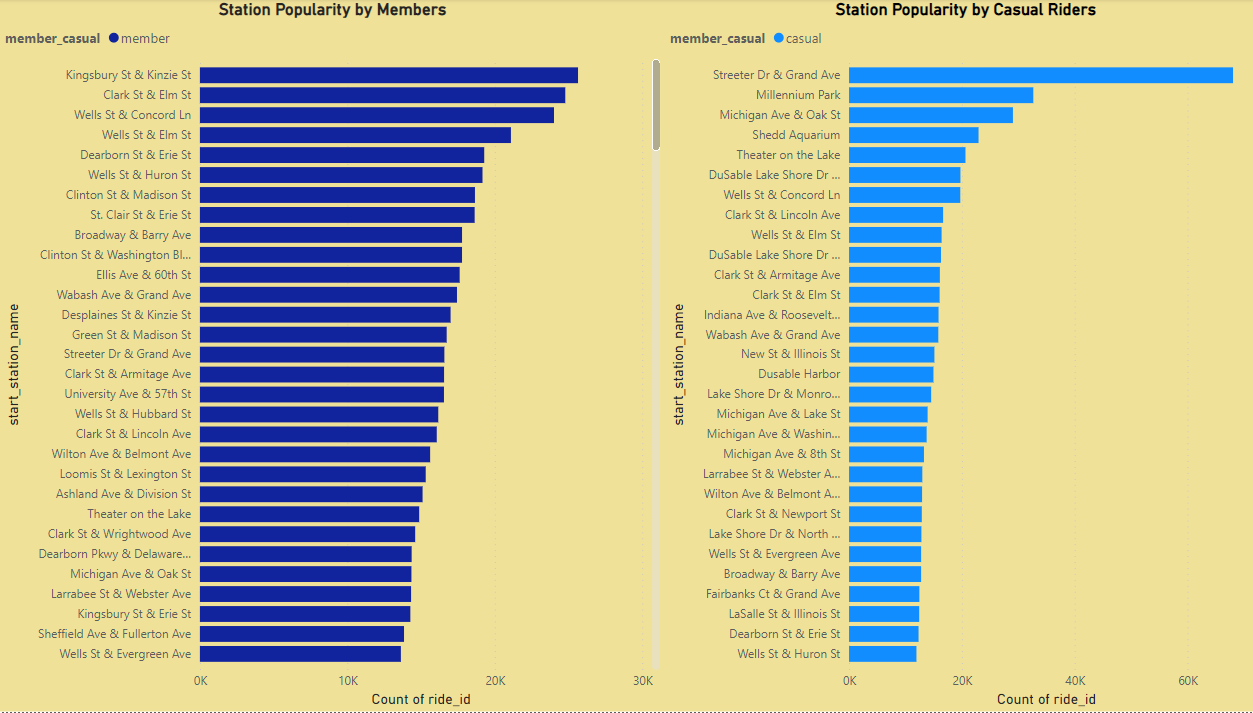 Station Popularity by Members
member_casual member
start_station_name
Kingsbury St & Kinzie St
Clark St & Elm St
Wells St & Concord Ln
Wells St & Elm St
Dearborn St & Erie St
Wells St & Huron St
Clinton St & Madison St
St. Clair St & Erie St
Broadway & Barry Ave
Clinton St & Washington Bl...
Ellis Ave & 60th St
Wabash Ave & Grand Ave
Desplaines St & Kinzie St
Green St & Madison St
Streeter Dr & Grand Ave
Clark St & Armitage Ave
University Ave & 57th St
Wells St & Hubbard St
Clark St & Lincoln Ave
Wilton Ave & Belmont Ave
Loomis St & Lexington St
Ashland Ave & Division St
Theater on the Lake
Clark St & Wrightwood Ave
Dearborn Pkwy & Delaware...
Michigan Ave & Oak St
Larrabee St & Webster Ave
Kingsbury St & Erie St
Sheffield Ave & Fullerton Ave
Wells St & Evergreen Ave
0K 10K 20K 30K
Count of ride_id
Station Popularity by Casual Riders
member_casual casual
start_station_name
Streeter Dr & Grand Ave
Millennium Park
Michigan Ave & Oak St
Shedd Aquarium
Theater on the Lake
DuSable Lake Shore Dr ...
Wells St & Concord Ln
Clark St & Lincoln Ave
Wells St & Elm St
DuSable Lake Shore Dr ...
Clark St & Armitage Ave
Clark St & Elm St
Indiana Ave & Roosevelt...
Wabash Ave & Grand Ave
New St & Illinois St
Dusable Harbor
Lake Shore Dr & Monro...
Michigan Ave & Lake St
Michigan Ave & Washin...
Michigan Ave & 8th St
Larrabee St & Webster A...
Wilton Ave & Belmont A...
Clark St & Newport St
Lake Shore Dr & North ...
Wells St & Evergreen Ave
Broadway & Barry Ave
Fairbanks Ct & Grand Ave
LaSalle St & Illinois St
Dearborn St & Erie St
Wells St & Huron St
0K 20K 40K 60K
Count of ride_id